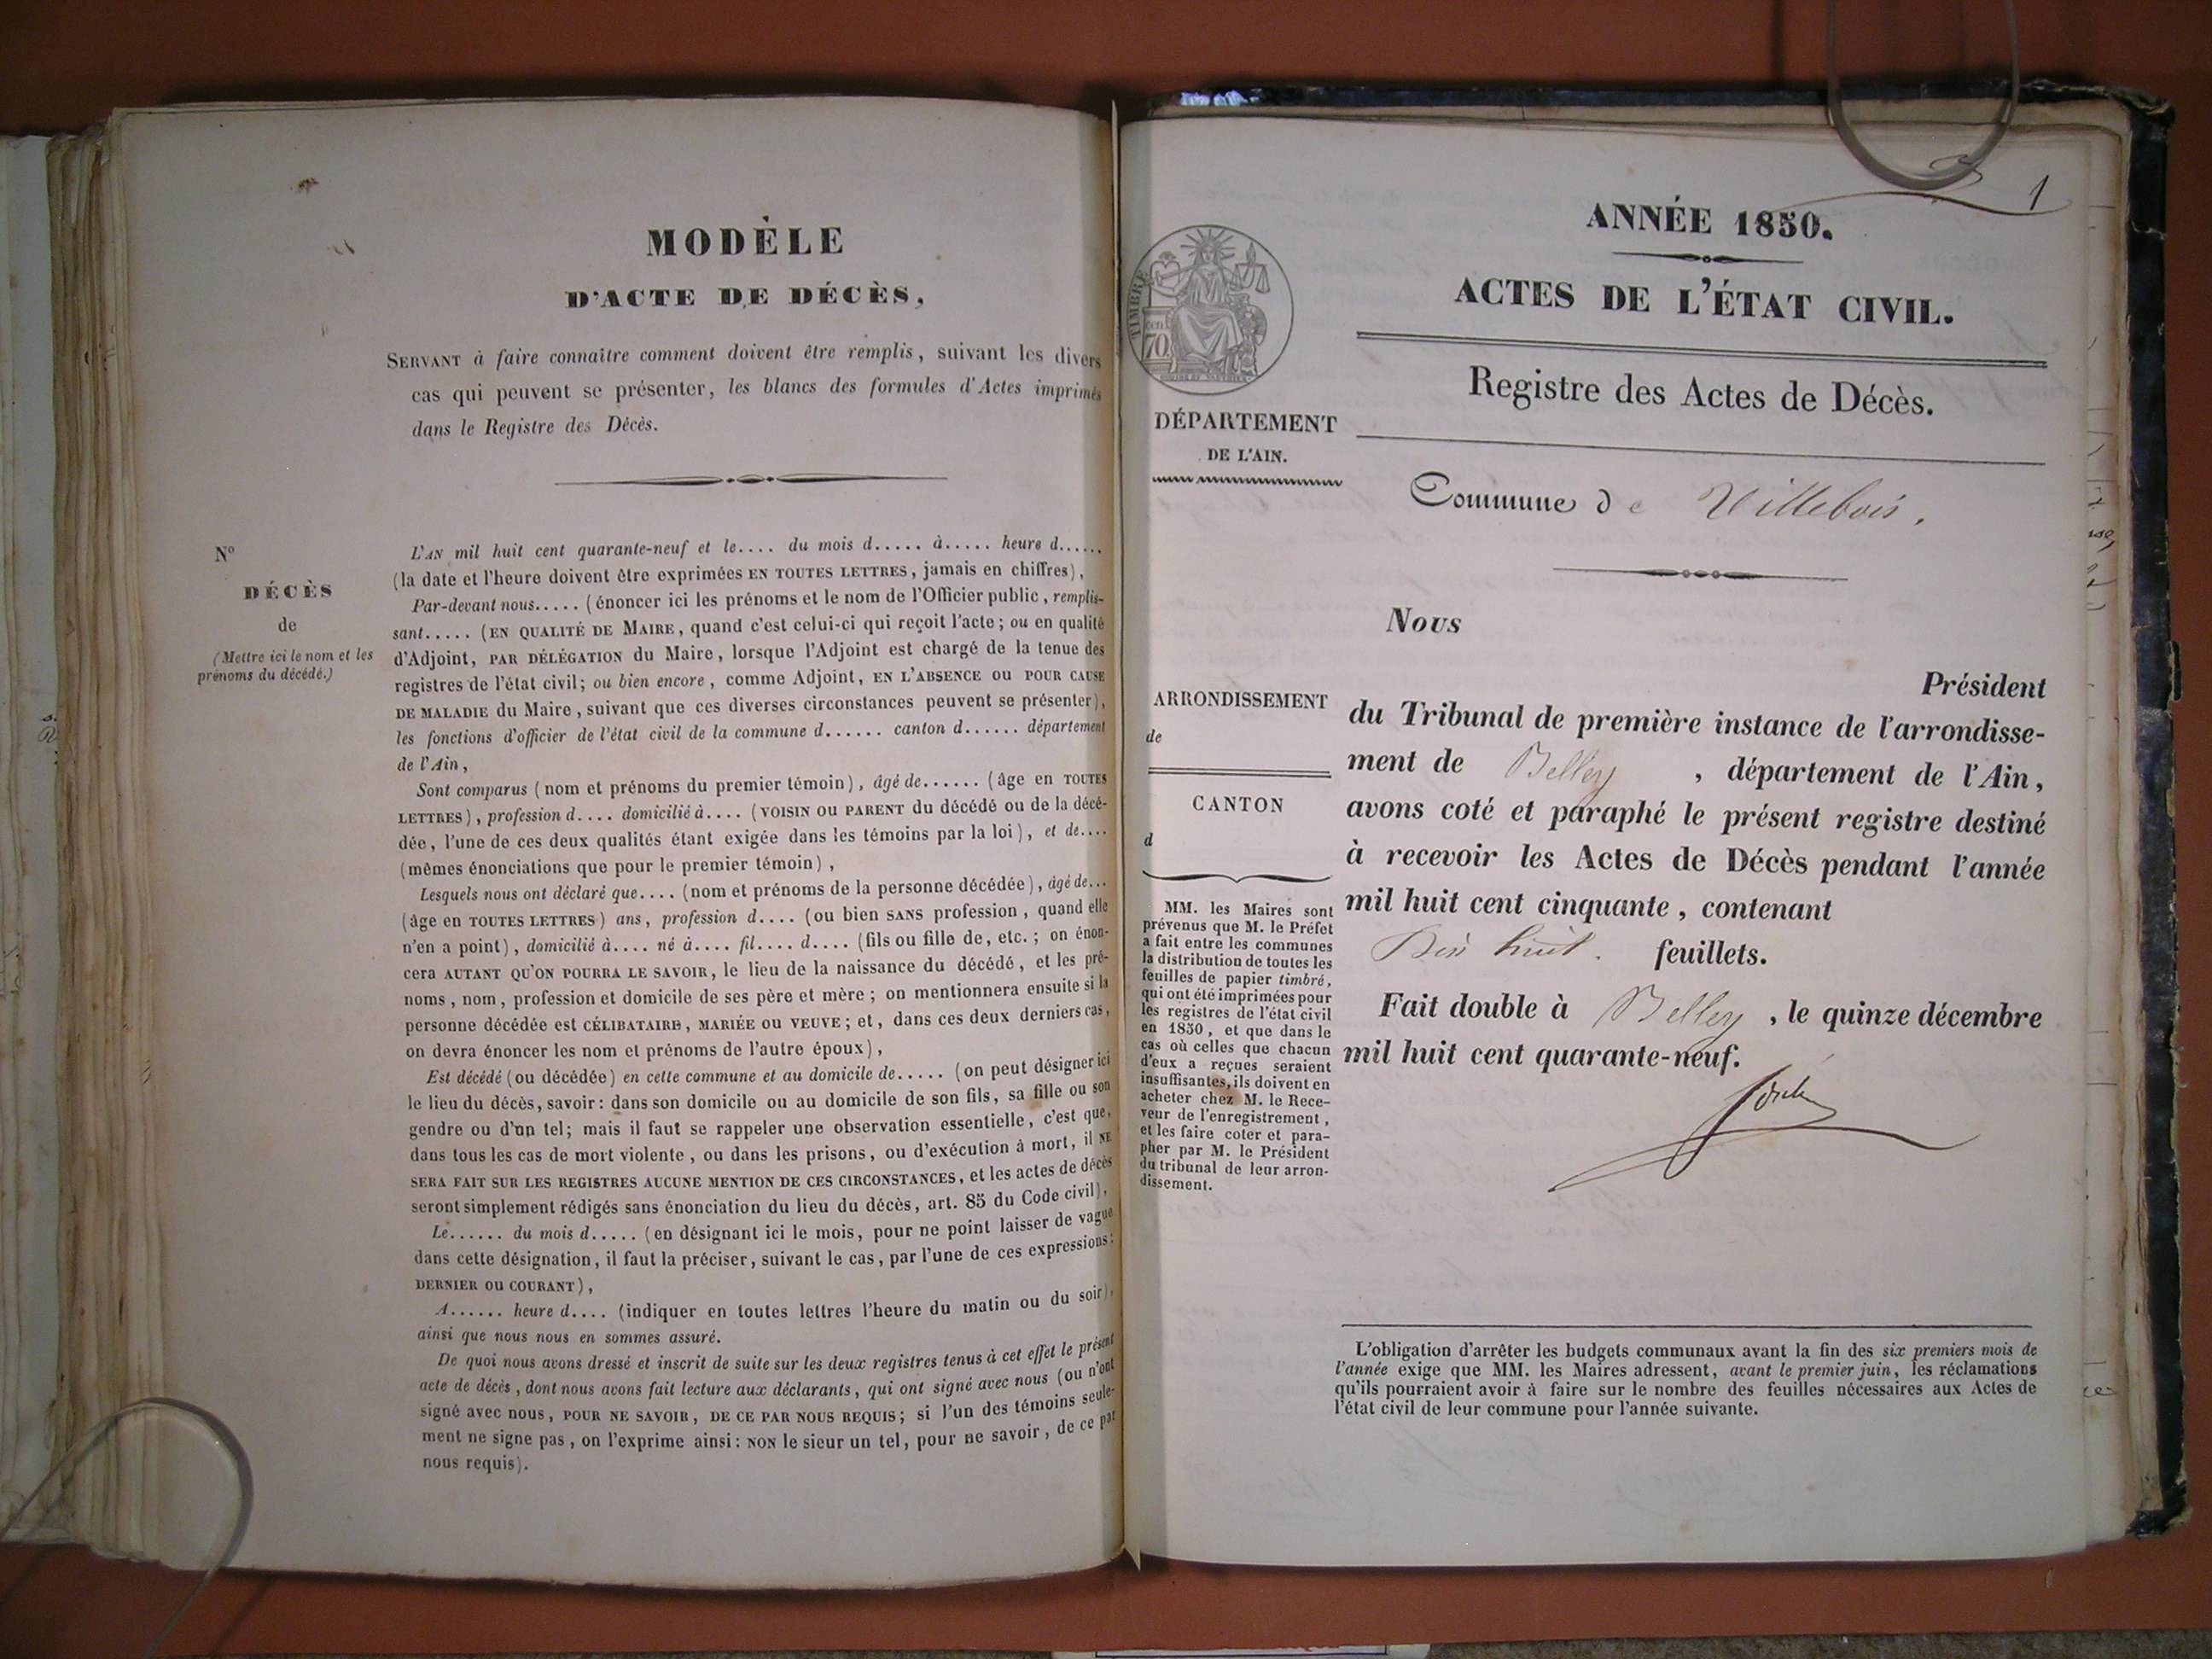 MODÈLE
D'ACTE DE DÉCÈS,
SERVANT à faire connaître comment doivent être remplis, suivant les divers
cas qui peuvent se présenter, les blancs des formules d'Actes imprimés
dans le Registre des Décès.
N°
DÉCÈS
de
(Mettre ici le nom et les
prénoms du décédé.)
L'AN mil huit cent quarante-neuf et le.... du mois d..... à..... heure d......
(la date et l'heure doivent être exprimées EN TOUTES LETTRES, jamais en chiffres),
Par-devant nous..... (énoncer ici les prénoms et le nom de l'Officier public, remplis-
sant..... (EN QUALITÉ DE MAIRE, quand c'est celui-ci qui reçoit l'acte; ou en qualité
d'Adjoint, PAR DÉLÉGATION du Maire, lorsque l'Adjoint est chargé de la tenue des
registres de l'état civil; ou bien encore, comme Adjoint, EN L'ABSENCE OU POUR CAUSE
DE MALADIE du Maire, suivant que ces diverses circonstances peuvent se présenter),
les fonctions d'officier de l'état civil de la commune d...... canton d...... département
de l'Ain,
Sont comparus (nom et prénoms du premier témoin), âgé de...... (âge en TOUTES
LETTRES), profession d.... domicilié à.... (VOISIN OU PARENT du décédé ou de la décé-
dée, l'une de ces deux qualités étant exigée dans les témoins par la loi), et de....
(mêmes énonciations que pour le premier témoin),
Lesquels nous ont déclaré que.... (nom et prénoms de la personne décédée), âgé de...
(âge en TOUTES LETTRES) ans, profession d.... (ou bien SANS profession, quand elle
n'en a point), domicilié à.... né à.... fil.... d.... (fils ou fille de, etc.; on énon-
cera AUTANT QU'ON POURRA LE SAVOIR, le lieu de la naissance du décédé, et les pré-
noms, nom, profession et domicile de ses père et mère; on mentionnera ensuite si la
personne décédée est CÉLIBATAIRE, MARIÉE OU VEUVE; et, dans ces deux derniers cas,
on devra énoncer les nom et prénoms de l'autre époux),
Est décédé (ou décédée) en cette commune et au domicile de..... (on peut désigner ici
le lieu du décès, savoir: dans son domicile ou au domicile de son fils, sa fille ou son
gendre ou d'un tel; mais il faut se rappeler une observation essentielle, c'est que,
dans tous les cas de mort violente, ou dans les prisons, ou d'exécution à mort, il NE
SERA FAIT SUR LES REGISTRES AUCUNE MENTION DE CES CIRCONSTANCES, et les actes de décès
seront simplement rédigés sans énonciation du lieu du décès, art. 85 du Code civil),
Le...... du mois d..... (en désignant ici le mois, pour ne point laisser de vague
dans cette désignation, il faut la préciser, suivant le cas, par l'une de ces expressions:
DERNIER OU COURANT),
A...... heure d.... (indiquer en toutes lettres l'heure du matin ou du soir),
ainsi que nous nous en sommes assuré.
De quoi nous avons dressé et inscrit de suite sur les deux registres tenus à cet effet le présent
acte de décès, dont nous avons fait lecture aux déclarants, qui ont signé avec nous (ou n'ont
signé avec nous, POUR NE SAVOIR, DE CE PAR NOUS REQUIS; si l'un des témoins seule-
ment ne signe pas, on l'exprime ainsi: NON le sieur un tel, pour ne savoir, de ce par
nous requis).
1
ANNÉE 1850.
ACTES DE L'ÉTAT CIVIL.
Registre des Actes de Décès.
TIMBRE
70
DÉPARTEMENT
DE L'AIN.
Commune de Villebois.
ARRONDISSEMENT
de
CANTON
d
MM. les Maires sont
prévenus que M. le Préfet
a fait entre les communes
la distribution de toutes les
feuilles de papier timbré,
qui ont été imprimées pour
les registres de l'état civil
en 1850, et que dans le
cas où celles que chacun
d'eux a reçues seraient
insuffisantes, ils doivent en
acheter chez M. le Rece-
veur de l'enregistrement,
et les faire coter et para-
pher par M. le Président
du tribunal de leur arron-
dissement.
Nous
Président
du Tribunal de première instance de l'arrondisse-
ment de Belley, département de l'Ain,
avons coté et paraphé le présent registre destiné
à recevoir les Actes de Décès pendant l'année
mil huit cent cinquante, contenant
Dix huit. feuillets.
Fait double à Belley, le quinze décembre
mil huit cent quarante-neuf.
L'obligation d'arrêter les budgets communaux avant la fin des six premiers mois de
l'année exige que MM. les Maires adressent, avant le premier juin, les réclamations
qu'ils pourraient avoir à faire sur le nombre des feuilles nécessaires aux Actes de
l'état civil de leur commune pour l'année suivante.